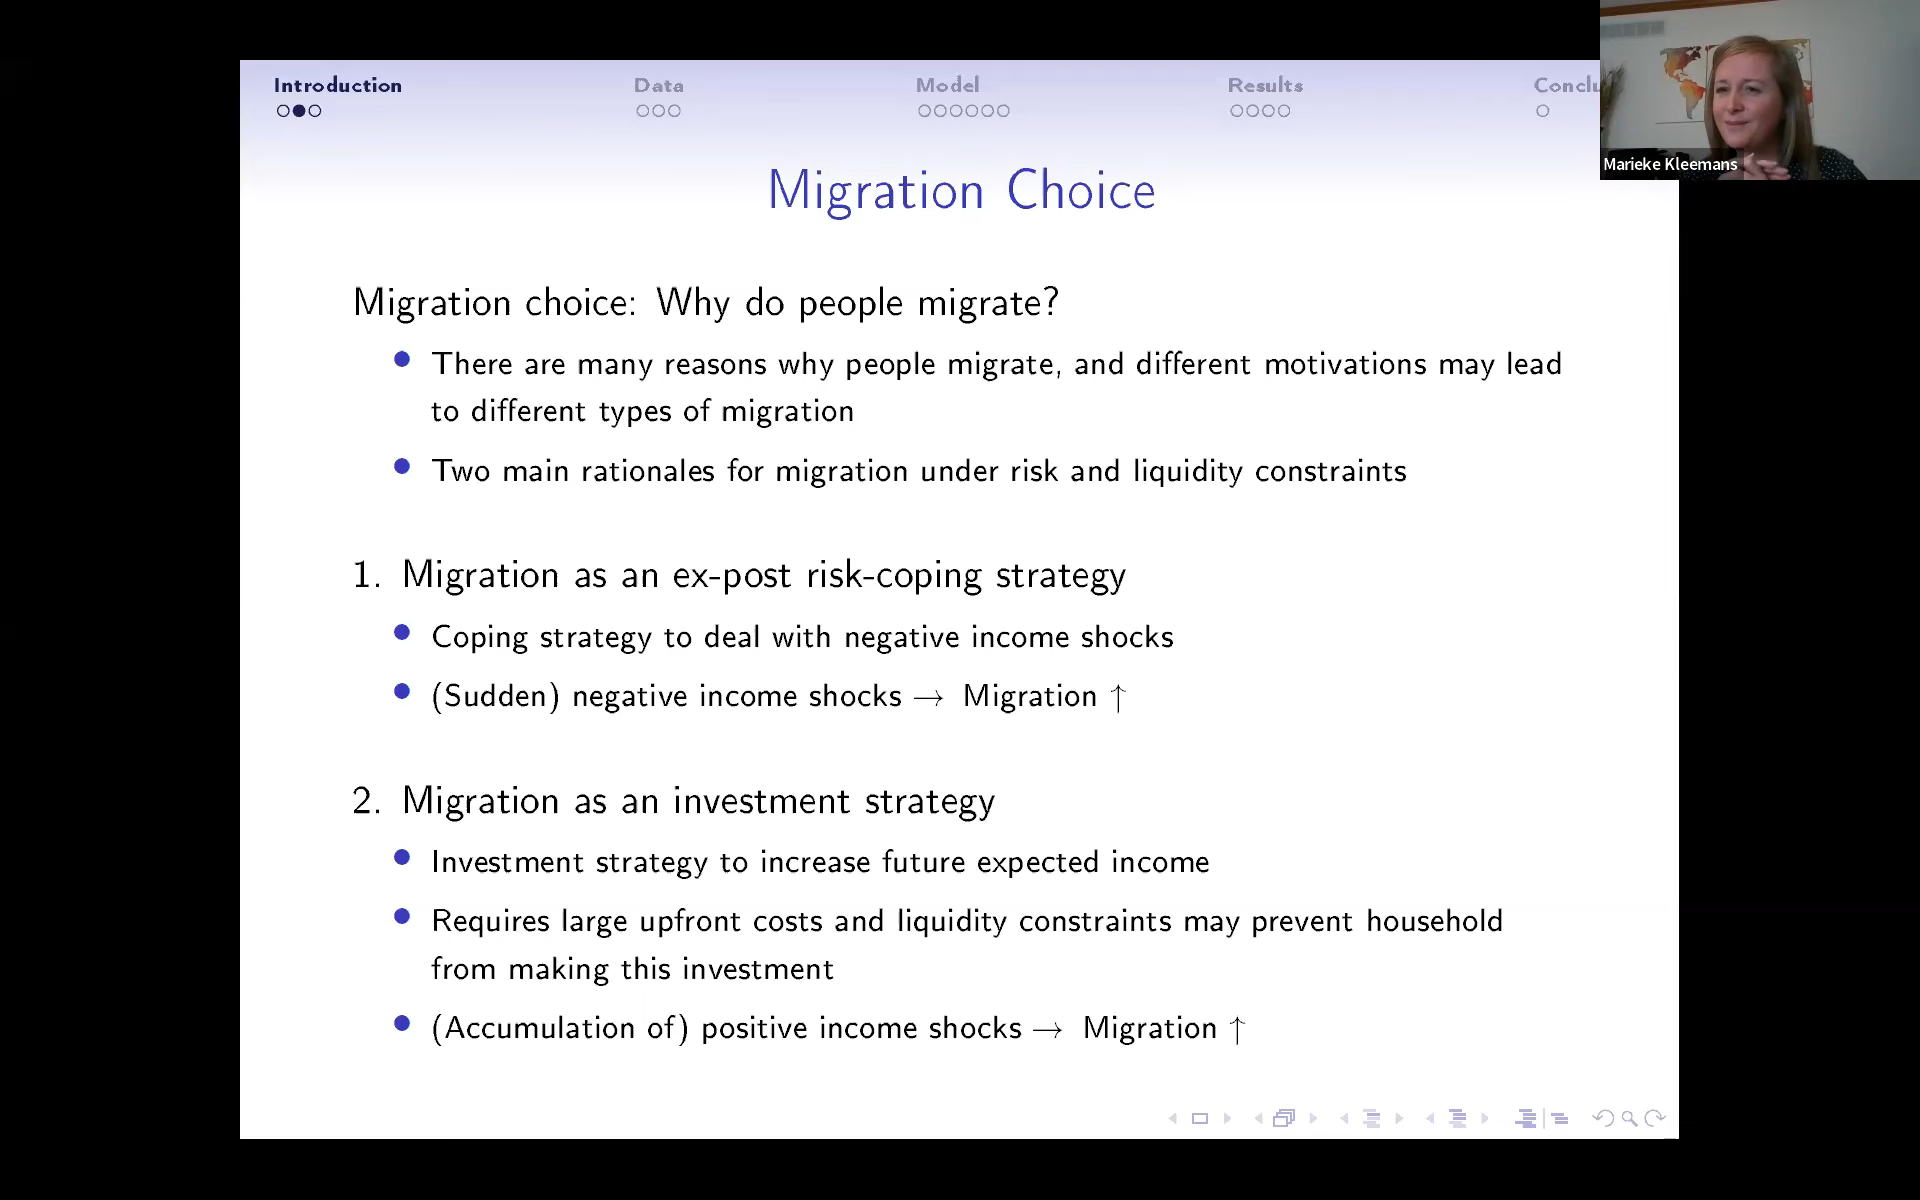 Introduction Data Model Results Conclu
Marieke Kleemans
Migration Choice
Migration choice: Why do people migrate?
There are many reasons why people migrate, and different motivations may lead
to different types of migration
Two main rationales for migration under risk and liquidity constraints
1. Migration as an ex-post risk-coping strategy
Coping strategy to deal with negative income shocks
(Sudden) negative income shocks → Migration ↑
2. Migration as an investment strategy
Investment strategy to increase future expected income
Requires large upfront costs and liquidity constraints may prevent household
from making this investment
(Accumulation of) positive income shocks → Migration ↑